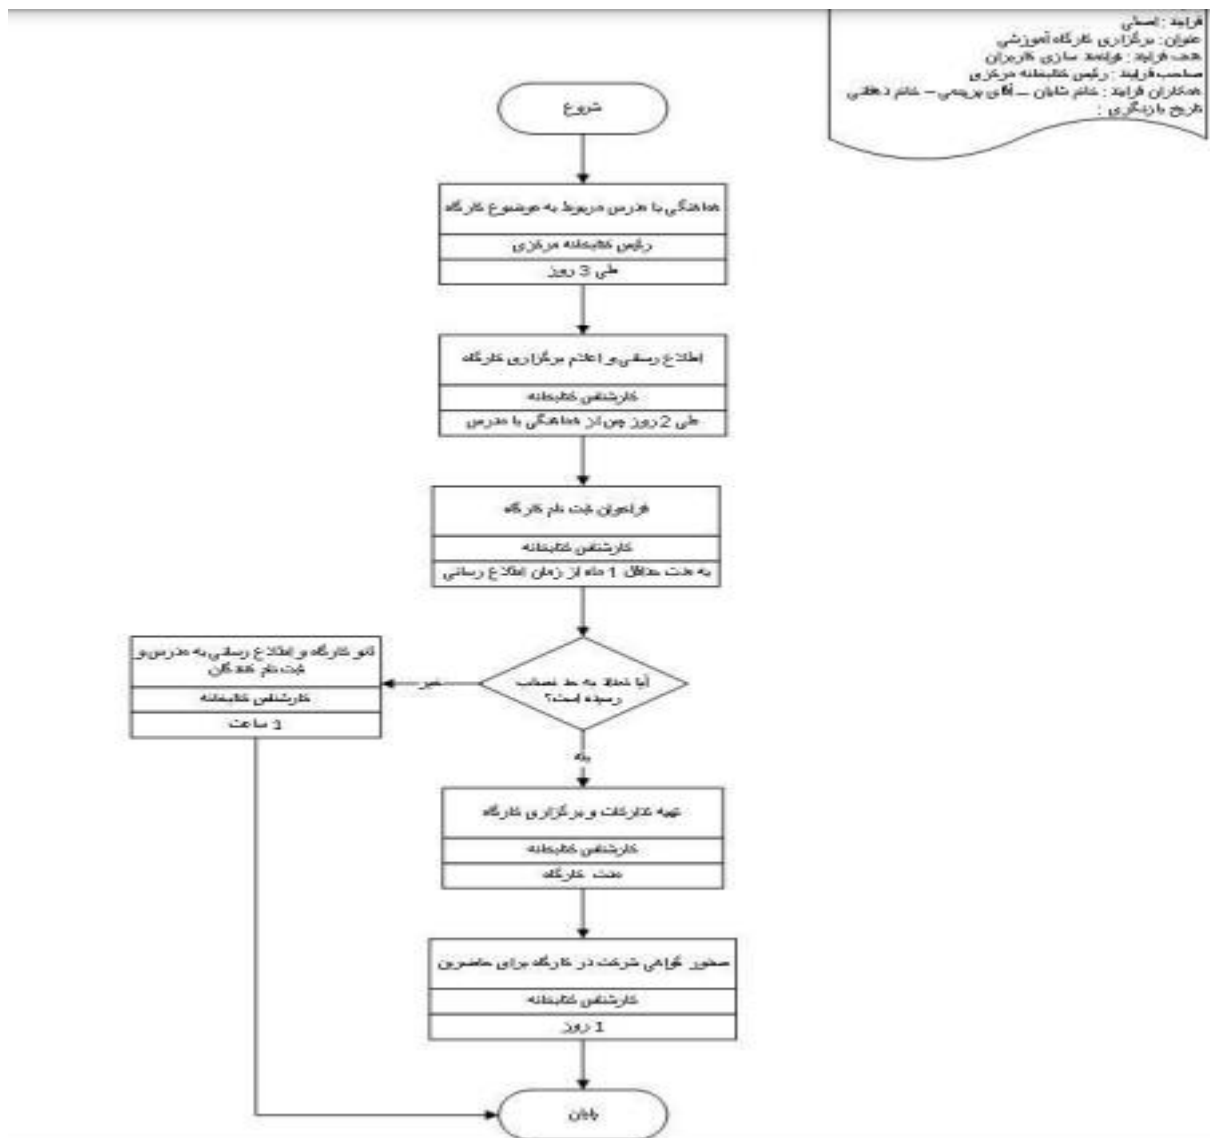 فرایند : اصلی
عنوان : برگزاری کارگاه آموزشی
هدف فرایند : توانمند سازی کاربران
صاحب فرایند : رئیس کتابخانه مرکزی
همکاران فرایند : خانم شایان – آقای – خانم
تاریخ بازنگری :
شروع
هماهنگی با مدرس مربوط به موضوع کارگاه
رئیس کتابخانه مرکزی
طی 3 روز
اطلاع رسانی و اعلام برگزاری کارگاه
کارشناس کتابخانه
طی 2 روز پس از هماهنگی با مدرس
فراخوان ثبت نام کارگاه
کارشناس کتابخانه
به مدت حداقل 1 ماه از زمان اطلاع رسانی
آیا تعداد به حد نصاب
رسیده است؟
خیر
لغو کارگاه و اطلاع رسانی به مدرس و
ثبت نام کنندگان
کارشناس کتابخانه
1 ساعت
بله
تهیه تدارکات و برگزاری کارگاه
کارشناس کتابخانه
مدت کارگاه
صدور گواهی شرکت در کارگاه برای حاضرین
کارشناس کتابخانه
1 روز
پایان